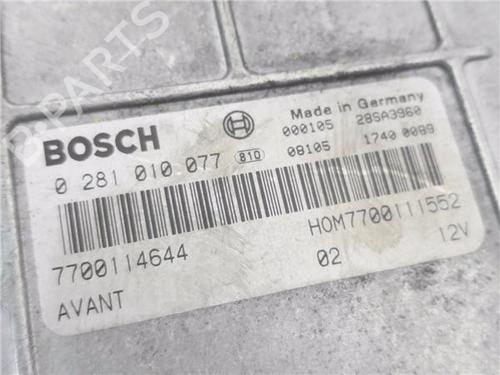 B-PARTS
BOSCH
Made in Germany
000105 28SA3960
0 281 010 077 810 08105 1740 0089
7700114644 HOM7700111552
AVANT 02 12V